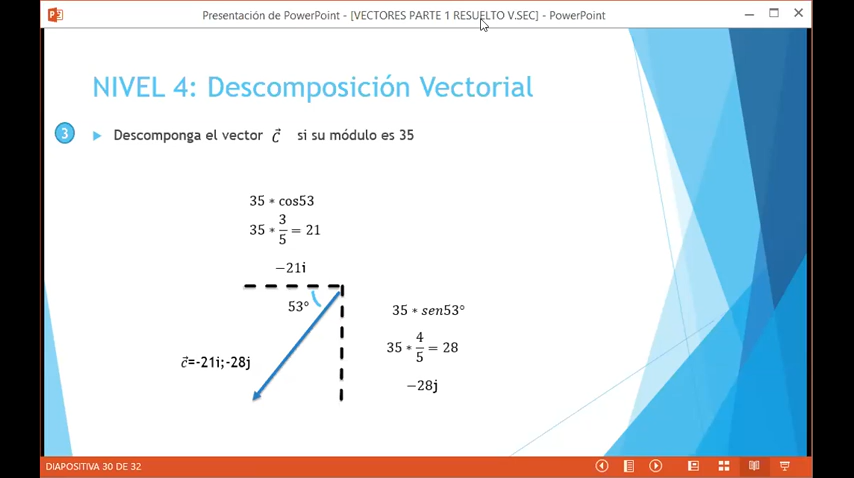 Presentación de PowerPoint - [VECTORES PARTE 1 RESUELTO V.SEC] - PowerPoint
NIVEL 4: Descomposición Vectorial
3
Descomponga el vector c⃗ si su módulo es 35
35 * cos53
35 * 3/5 = 21
−21i
53°
35 * sen53°
35 * 4/5 = 28
−28j
c⃗=-21i;-28j
DIAPOSITIVA 30 DE 32